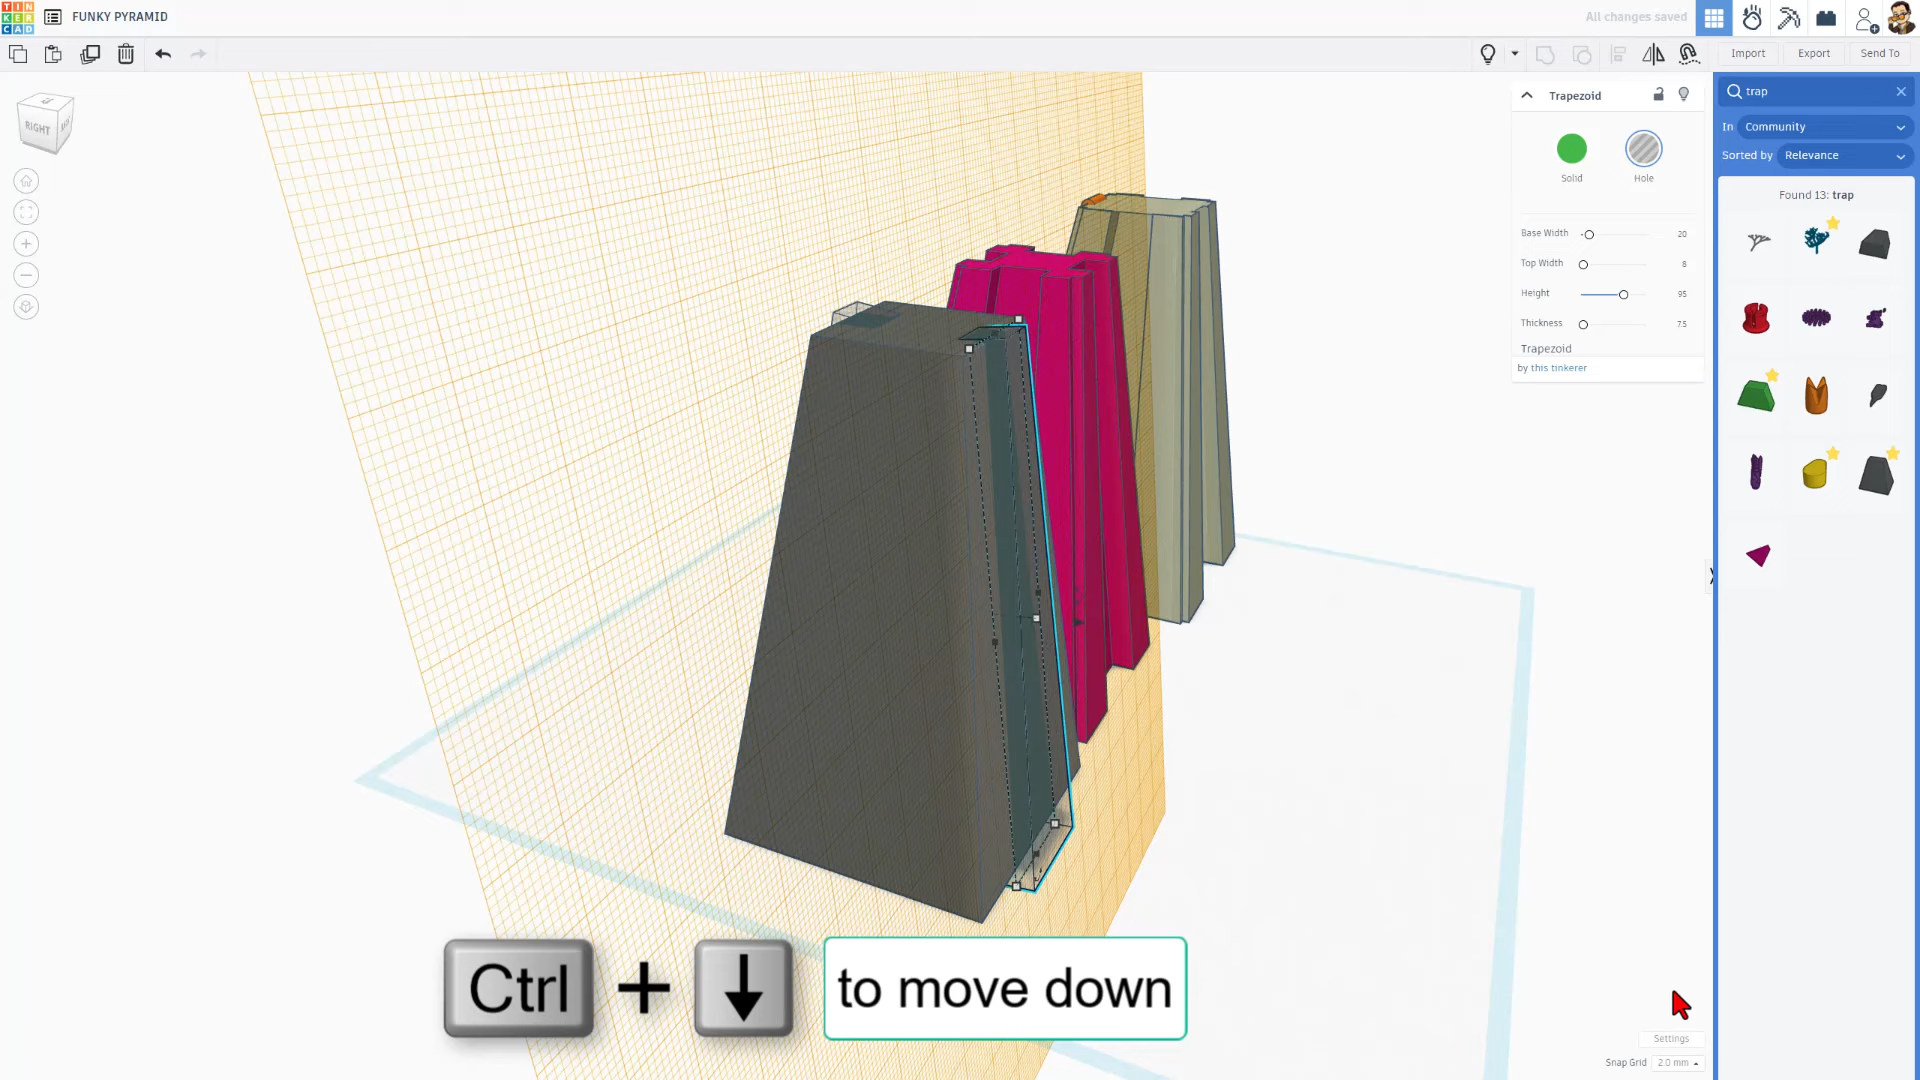 TIN
KER
CAD
FUNKY PYRAMID
All changes saved
Import
Export
Send To
RIGHT
Trapezoid
Solid
Hole
Base Width 20
Top Width 8
Height 95
Thickness 7.5
Trapezoid
by this tinkerer
trap
In Community
Sorted by Relevance
Found 13: trap
Ctrl + ↓ to move down
Settings
Snap Grid 2.0 mm